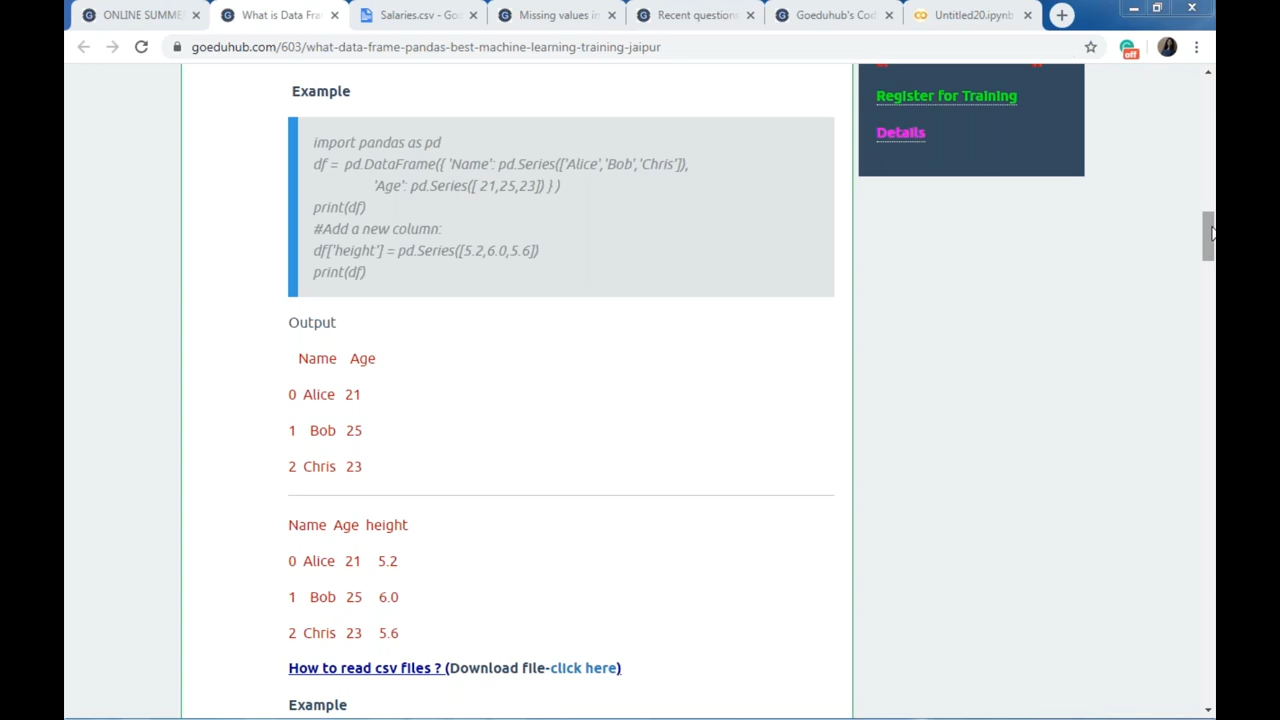 ONLINE SUMME
What is Data Fra
Salaries.csv - Go
Missing values in
Recent question
Goeduhub's Cod
Untitled20.ipynb
goeduhub.com/603/what-data-frame-pandas-best-machine-learning-training-jaipur
off
Register for Training
Details
Example
import pandas as pd
df = pd.DataFrame({ 'Name': pd.Series(['Alice','Bob','Chris']),
'Age': pd.Series([ 21,25,23]) } )
print(df)
#Add a new column:
df['height'] = pd.Series([5.2,6.0,5.6])
print(df)
Output
Name Age
0 Alice 21
1 Bob 25
2 Chris 23
Name Age height
0 Alice 21 5.2
1 Bob 25 6.0
2 Chris 23 5.6
How to read csv files ? (Download file-click here)
Example